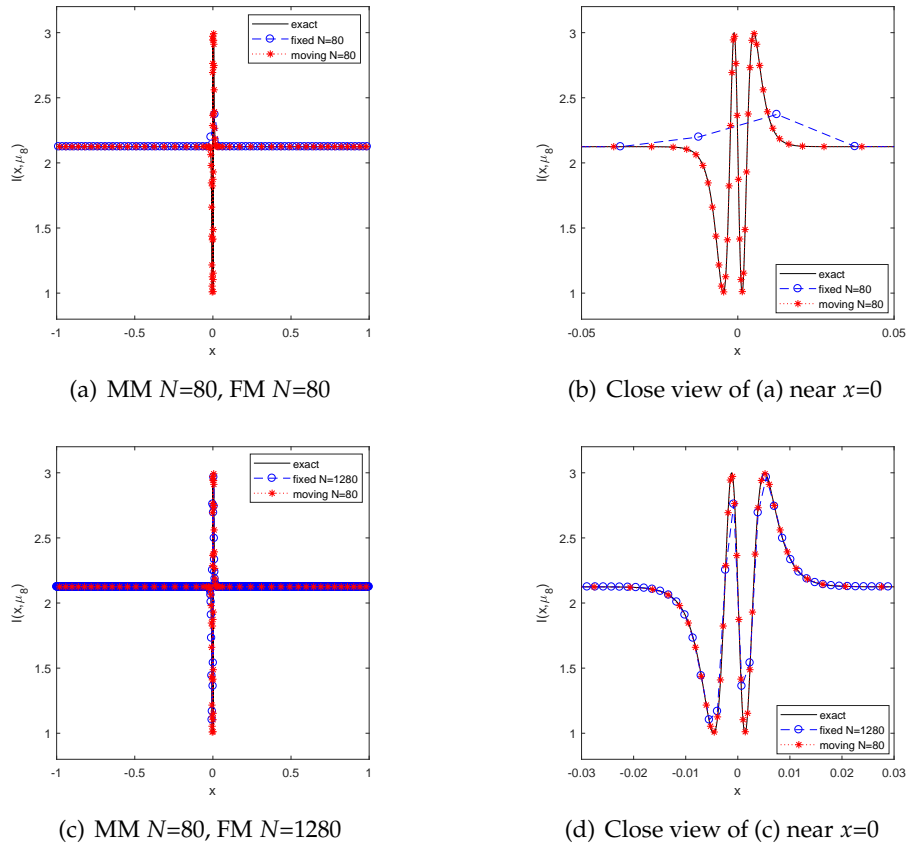 3
2.5
2
1.5
1
I(x,μ₈)
exact
fixed N=80
moving N=80
-1 -0.5 0 0.5 1
x
(a) MM N=80, FM N=80
3
2.5
2
1.5
1
I(x,μ₈)
exact
fixed N=80
moving N=80
-0.05 0 0.05
x
(b) Close view of (a) near x=0
3
2.5
2
1.5
1
I(x,μ₈)
exact
fixed N=1280
moving N=80
-1 -0.5 0 0.5 1
x
(c) MM N=80, FM N=1280
3
2.5
2
1.5
1
I(x,μ₈)
exact
fixed N=1280
moving N=80
-0.03 -0.02 -0.01 0 0.01 0.02 0.03
x
(d) Close view of (c) near x=0